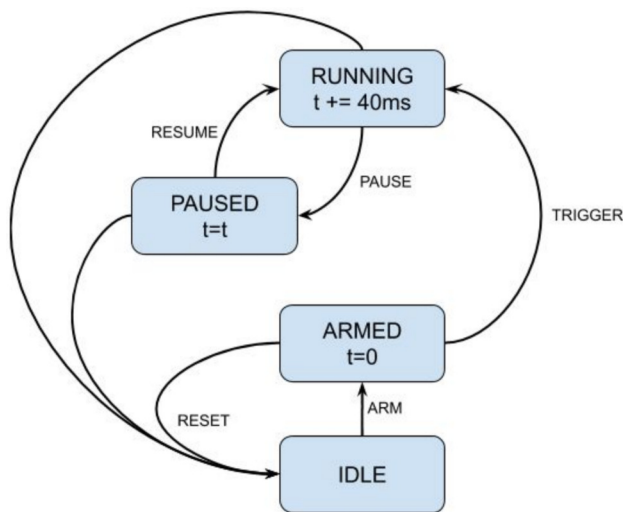 RUNNING
t += 40ms
RESUME
PAUSE
PAUSED
t=t
TRIGGER
ARMED
t=0
RESET
ARM
IDLE